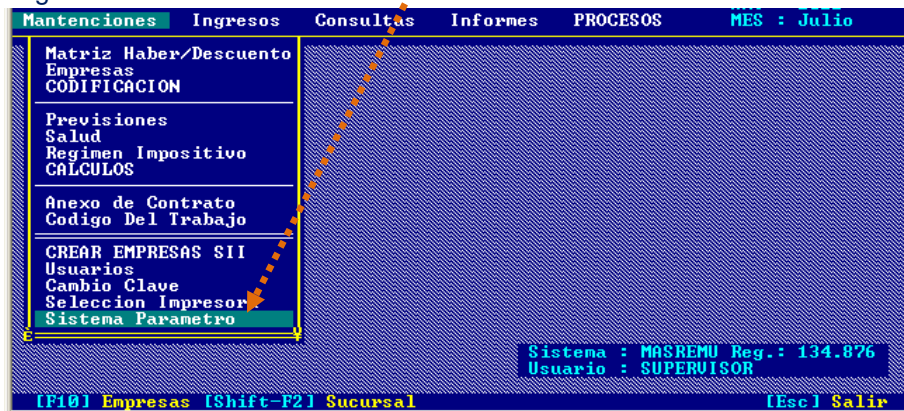 Mantenciones Ingresos Consultas Informes PROCESOS MES : Julio
Matriz Haber/Descuento
Empresas
CODIFICACION
Previsiones
Salud
Regimen Impositivo
CALCULOS
Anexo de Contrato
Codigo Del Trabajo
CREAR EMPRESAS SII
Usuarios
Cambio Clave
Seleccion Impresora
Sistema Parametro
Sistema : MASREMU Reg.: 134.876
Usuario : SUPERVISOR
[F10] Empresas [Shift-F2] Sucursal [Esc] Salir